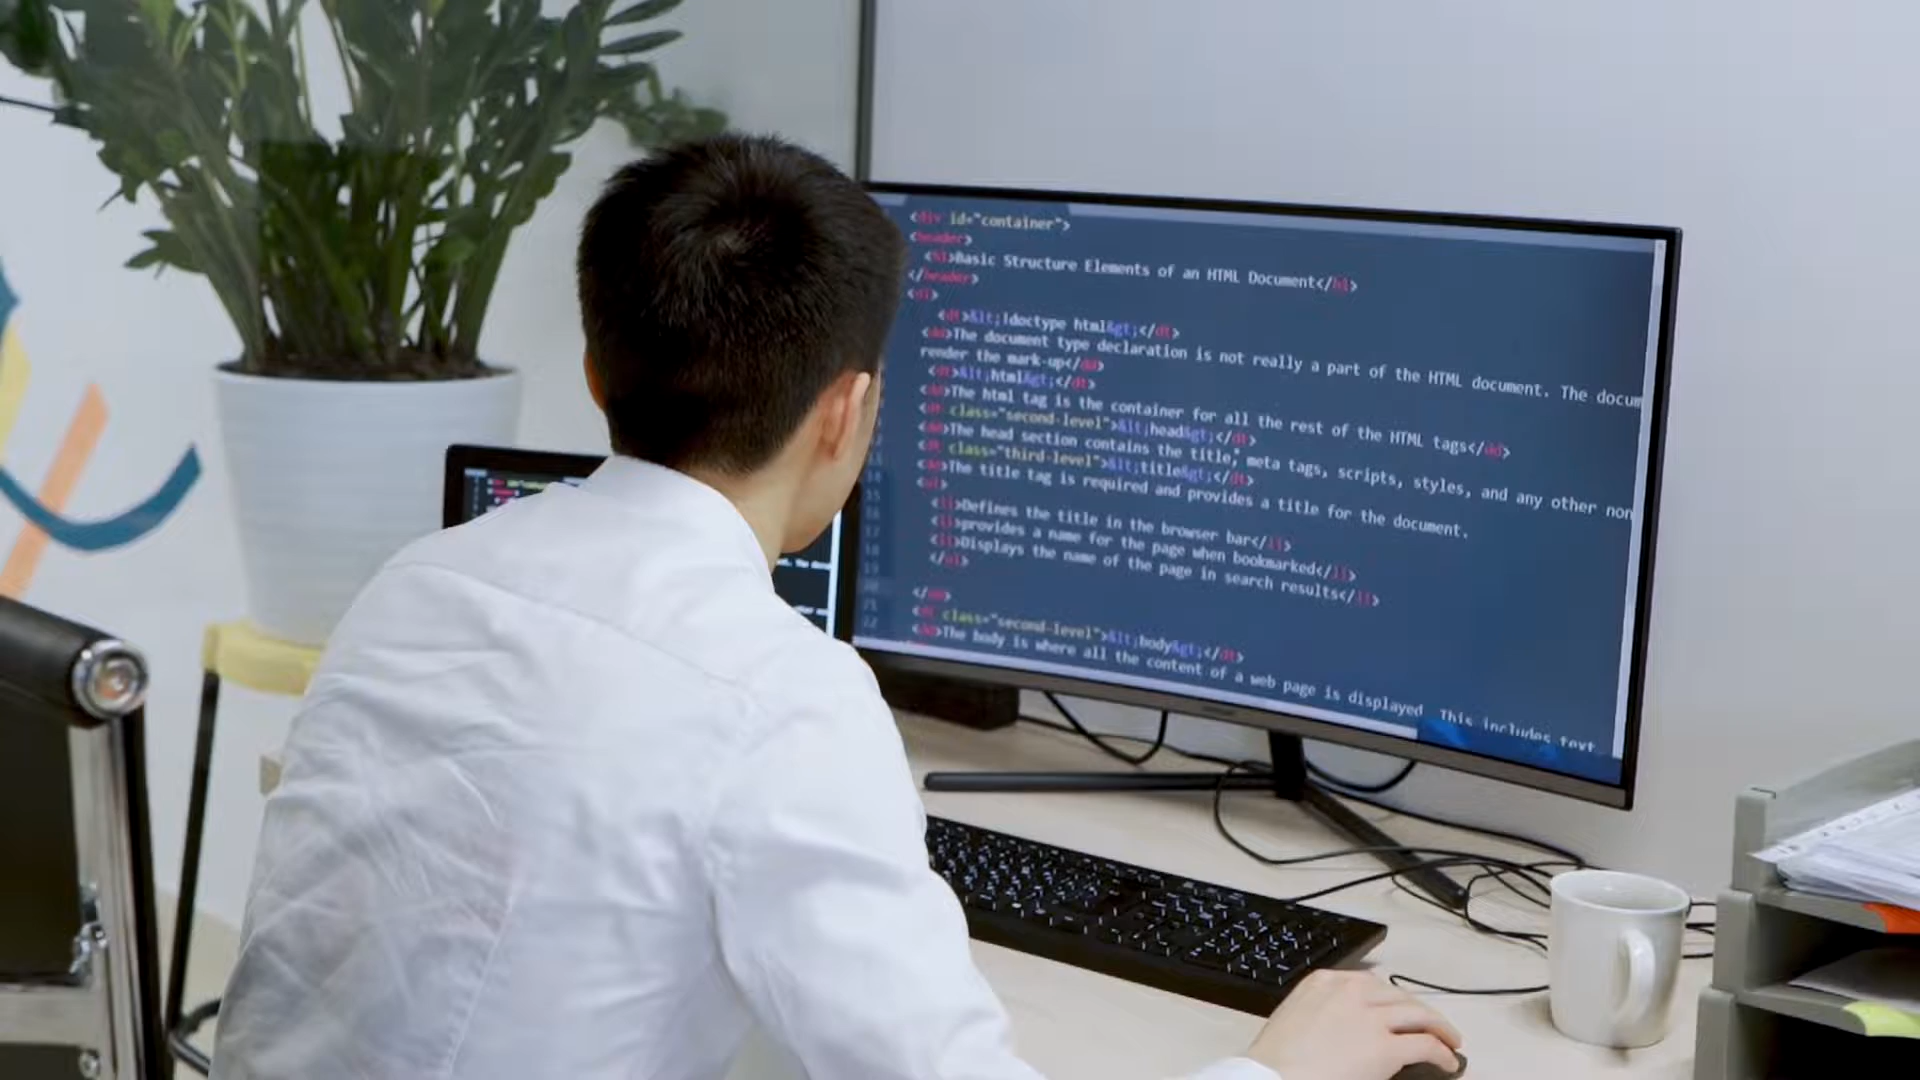 <div id="container">
<header>
<h1>Basic Structure Elements of an HTML Document</h1>
</header>
<dl>
<dt>&lt;!doctype html&gt;</dt>
<dd>The document type declaration is not really a part of the HTML document. The docum
render the mark-up</dd>
<dt>&lt;html&gt;</dt>
<dd>The html tag is the container for all the rest of the HTML tags</dd>
<dt class="second-level">&lt;head&gt;</dt>
<dd>The head section contains the title, meta tags, scripts, styles, and any other non
<dt class="third-level">&lt;title&gt;</dt>
<dd>The title tag is required and provides a title for the document.
<ul>
<li>Defines the title in the browser bar</li>
<li>provides a name for the page when bookmarked</li>
<li>Displays the name of the page in search results</li>
</ul>
</dd>
<dt class="second-level">&lt;body&gt;</dt>
<dd>The body is where all the content of a web page is displayed. This includes text